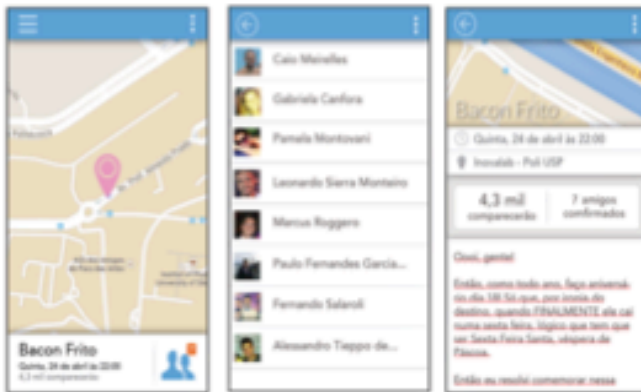 Bacon Frito
Quinta, 24 de abril às 22:00
4,3 mil comparecerão
Caio Meirelles
Gabriela Canfora
Pamela Montovani
Leonardo Sierra Monteiro
Marcus Roggero
Paulo Fernandes Garcia...
Fernando Salaroli
Alessandro Tieppo de...
Bacon Frito
Quinta, 24 de abril às 22:00
Inovalab - Poli USP
4,3 mil
comparecerão
7 amigos
confirmados
Oooi, gente!
Então, como todo ano, faço aniversá-
rio dia 18! Só que, por ironia do
destino, quando FINALMENTE ele cai
numa sexta feira, lógico que tem que
ser Sexta Feira Santa, véspera de
Páscoa.
Então eu resolvi comemorar nessa